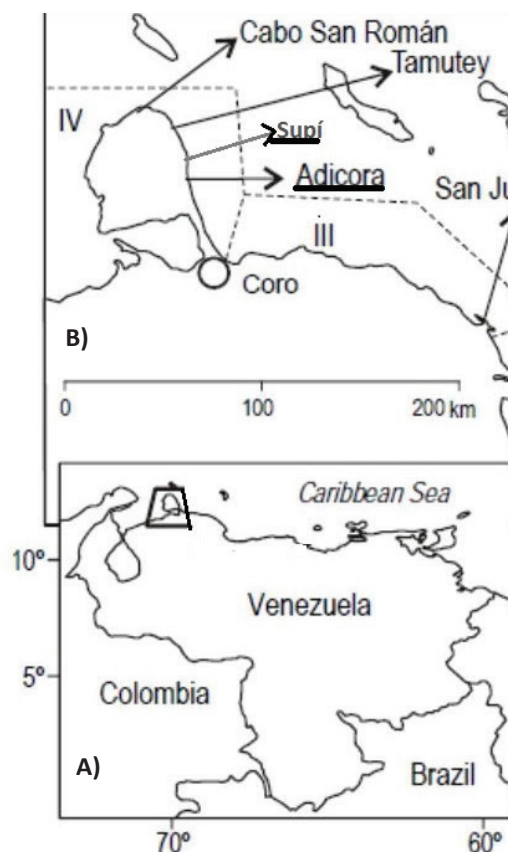 Cabo San Román
Tamutey
IV
Supí
Adicora
San Ju
III
Coro
B)
0 100 200 km
Caribbean Sea
10º
Venezuela
5º
Colombia
A)
Brazil
70º 60º